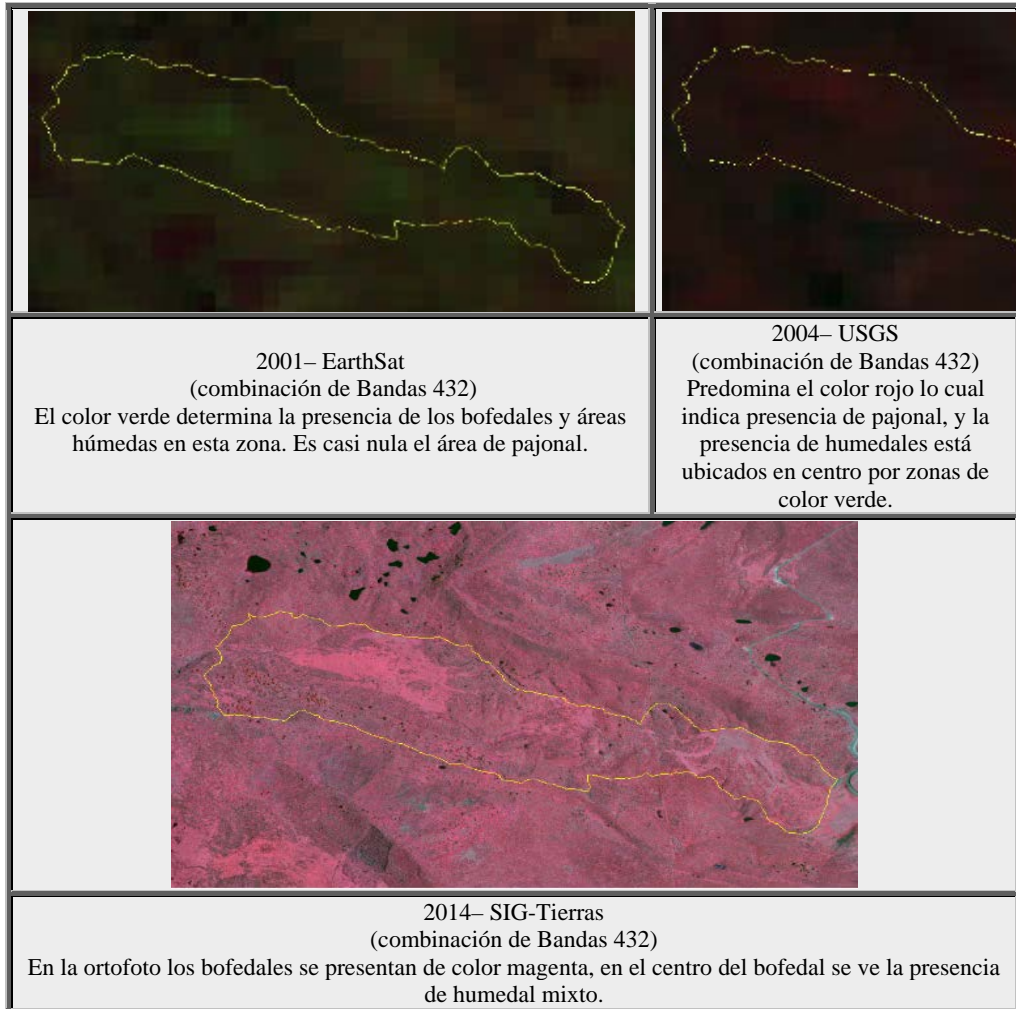 2001– EarthSat
(combinación de Bandas 432)
El color verde determina la presencia de los bofedales y áreas
húmedas en esta zona. Es casi nula el área de pajonal.
2004– USGS
(combinación de Bandas 432)
Predomina el color rojo lo cual
indica presencia de pajonal, y la
presencia de humedales está
ubicados en centro por zonas de
color verde.
2014– SIG-Tierras
(combinación de Bandas 432)
En la ortofoto los bofedales se presentan de color magenta, en el centro del bofedal se ve la presencia
de humedal mixto.